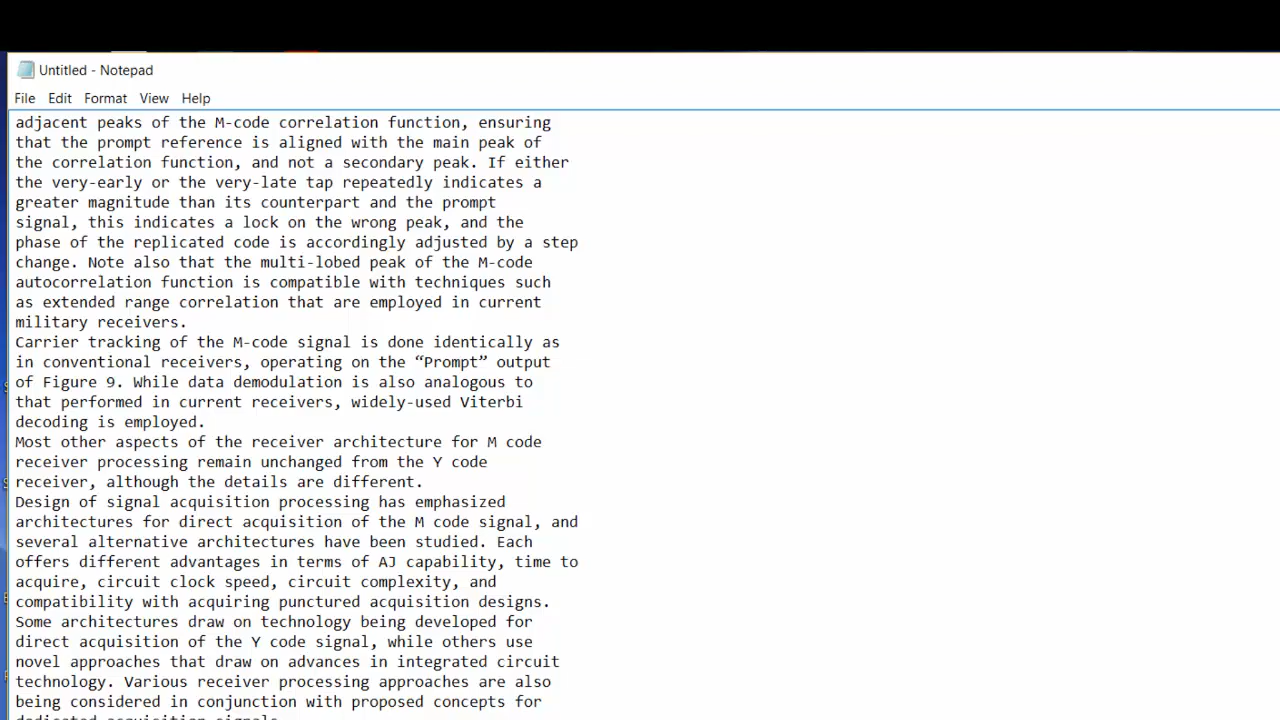 Untitled - Notepad
File Edit Format View Help
adjacent peaks of the M-code correlation function, ensuring
that the prompt reference is aligned with the main peak of
the correlation function, and not a secondary peak. If either
the very-early or the very-late tap repeatedly indicates a
greater magnitude than its counterpart and the prompt
signal, this indicates a lock on the wrong peak, and the
phase of the replicated code is accordingly adjusted by a step
change. Note also that the multi-lobed peak of the M-code
autocorrelation function is compatible with techniques such
as extended range correlation that are employed in current
military receivers.
Carrier tracking of the M-code signal is done identically as
in conventional receivers, operating on the “Prompt” output
of Figure 9. While data demodulation is also analogous to
that performed in current receivers, widely-used Viterbi
decoding is employed.
Most other aspects of the receiver architecture for M code
receiver processing remain unchanged from the Y code
receiver, although the details are different.
Design of signal acquisition processing has emphasized
architectures for direct acquisition of the M code signal, and
several alternative architectures have been studied. Each
offers different advantages in terms of AJ capability, time to
acquire, circuit clock speed, circuit complexity, and
compatibility with acquiring punctured acquisition designs.
Some architectures draw on technology being developed for
direct acquisition of the Y code signal, while others use
novel approaches that draw on advances in integrated circuit
technology. Various receiver processing approaches are also
being considered in conjunction with proposed concepts for
dedicated acquisition signals.